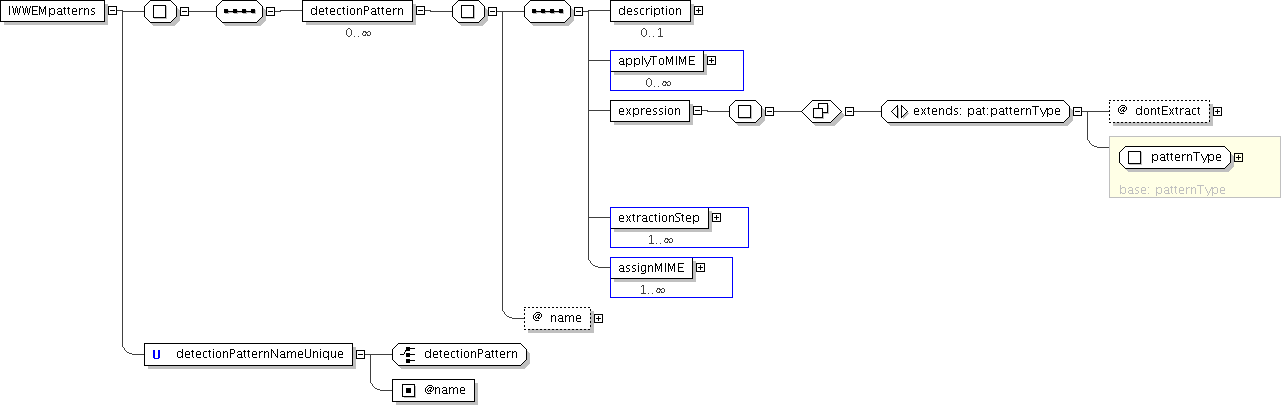 IWWEMpatterns
detectionPattern
0..∞
description
0..1
applyToMIME
0..∞
expression
extends: pat:patternType
@ dontExtract
patternType
base: patternType
extractionStep
1..∞
assignMIME
1..∞
@ name
U detectionPatternNameUnique
detectionPattern
@name